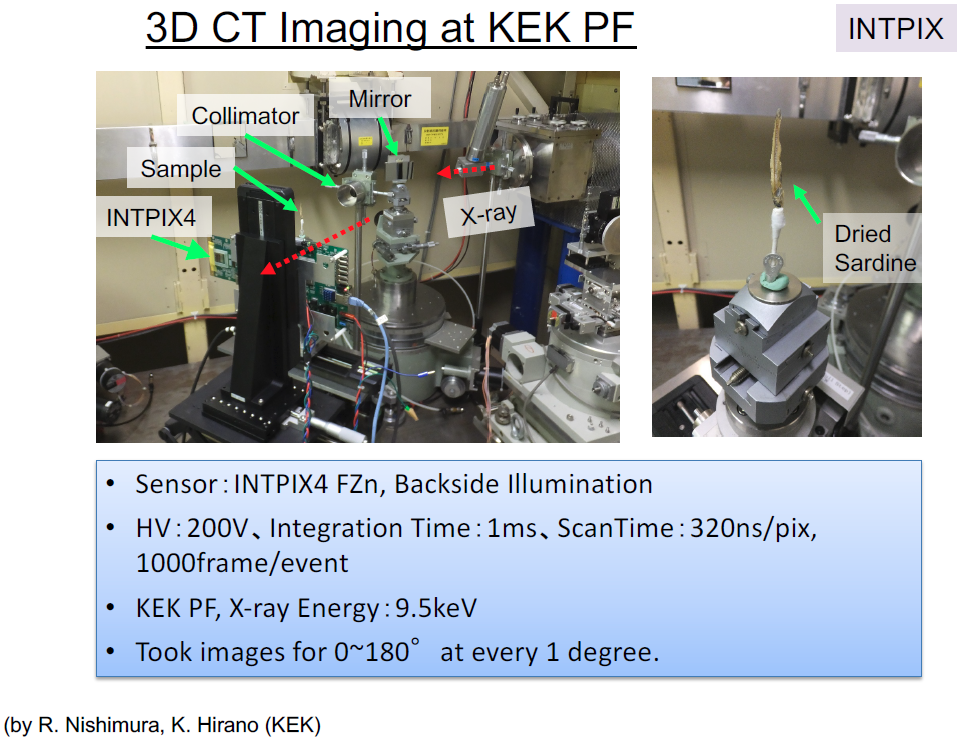 3D CT Imaging at KEK PF
INTPIX
Mirror
Collimator
Sample
INTPIX4
X-ray
Dried
Sardine
• Sensor：INTPIX4 FZn, Backside Illumination
• HV：200V、Integration Time：1ms、ScanTime：320ns/pix,
1000frame/event
• KEK PF, X-ray Energy：9.5keV
• Took images for 0~180° at every 1 degree.
(by R. Nishimura, K. Hirano (KEK)